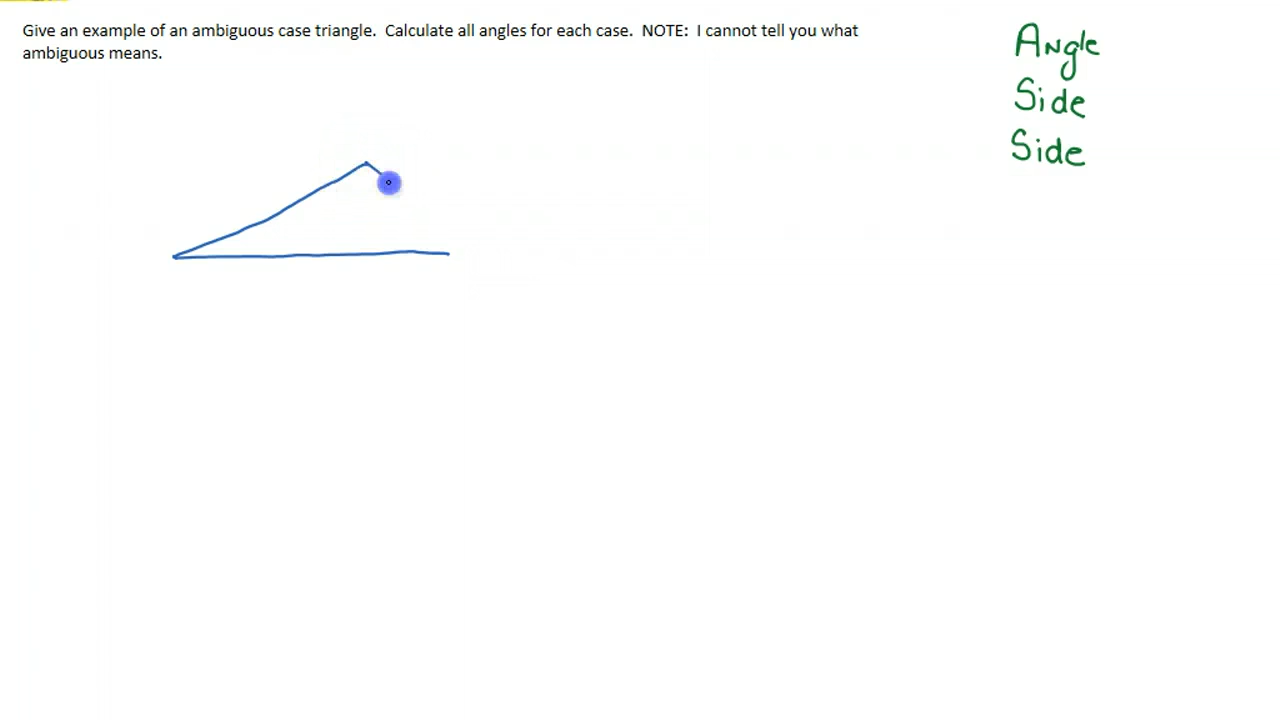 Give an example of an ambiguous case triangle.  Calculate all angles for each case.  NOTE:  I cannot tell you what
ambiguous means.
Angle
Side
Side